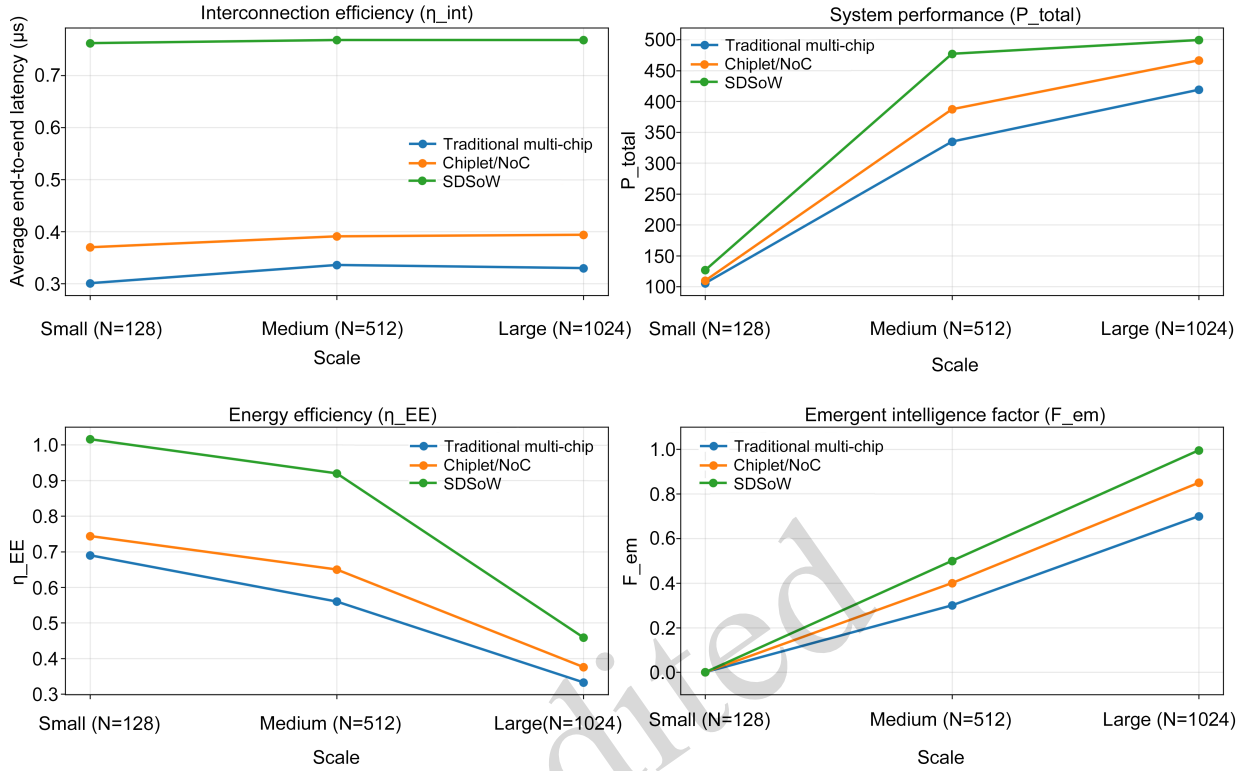 Interconnection efficiency (η_int)
Average end-to-end latency (μs)
0.7
0.6
0.5
0.4
0.3
Traditional multi-chip
Chiplet/NoC
SDSoW
Small (N=128)
Medium (N=512)
Large (N=1024)
Scale
System performance (P_total)
P_total
500
450
400
350
300
250
200
150
100
Traditional multi-chip
Chiplet/NoC
SDSoW
Small (N=128)
Medium (N=512)
Large (N=1024)
Scale
Energy efficiency (η_EE)
η_EE
1.0
0.9
0.8
0.7
0.6
0.5
0.4
0.3
Traditional multi-chip
Chiplet/NoC
SDSoW
Small (N=128)
Medium (N=512)
Large(N=1024)
Scale
Emergent intelligence factor (F_em)
F_em
1.0
0.8
0.6
0.4
0.2
0.0
Traditional multi-chip
Chiplet/NoC
SDSoW
Small (N=128)
Medium (N=512)
Large (N=1024)
Scale
dited